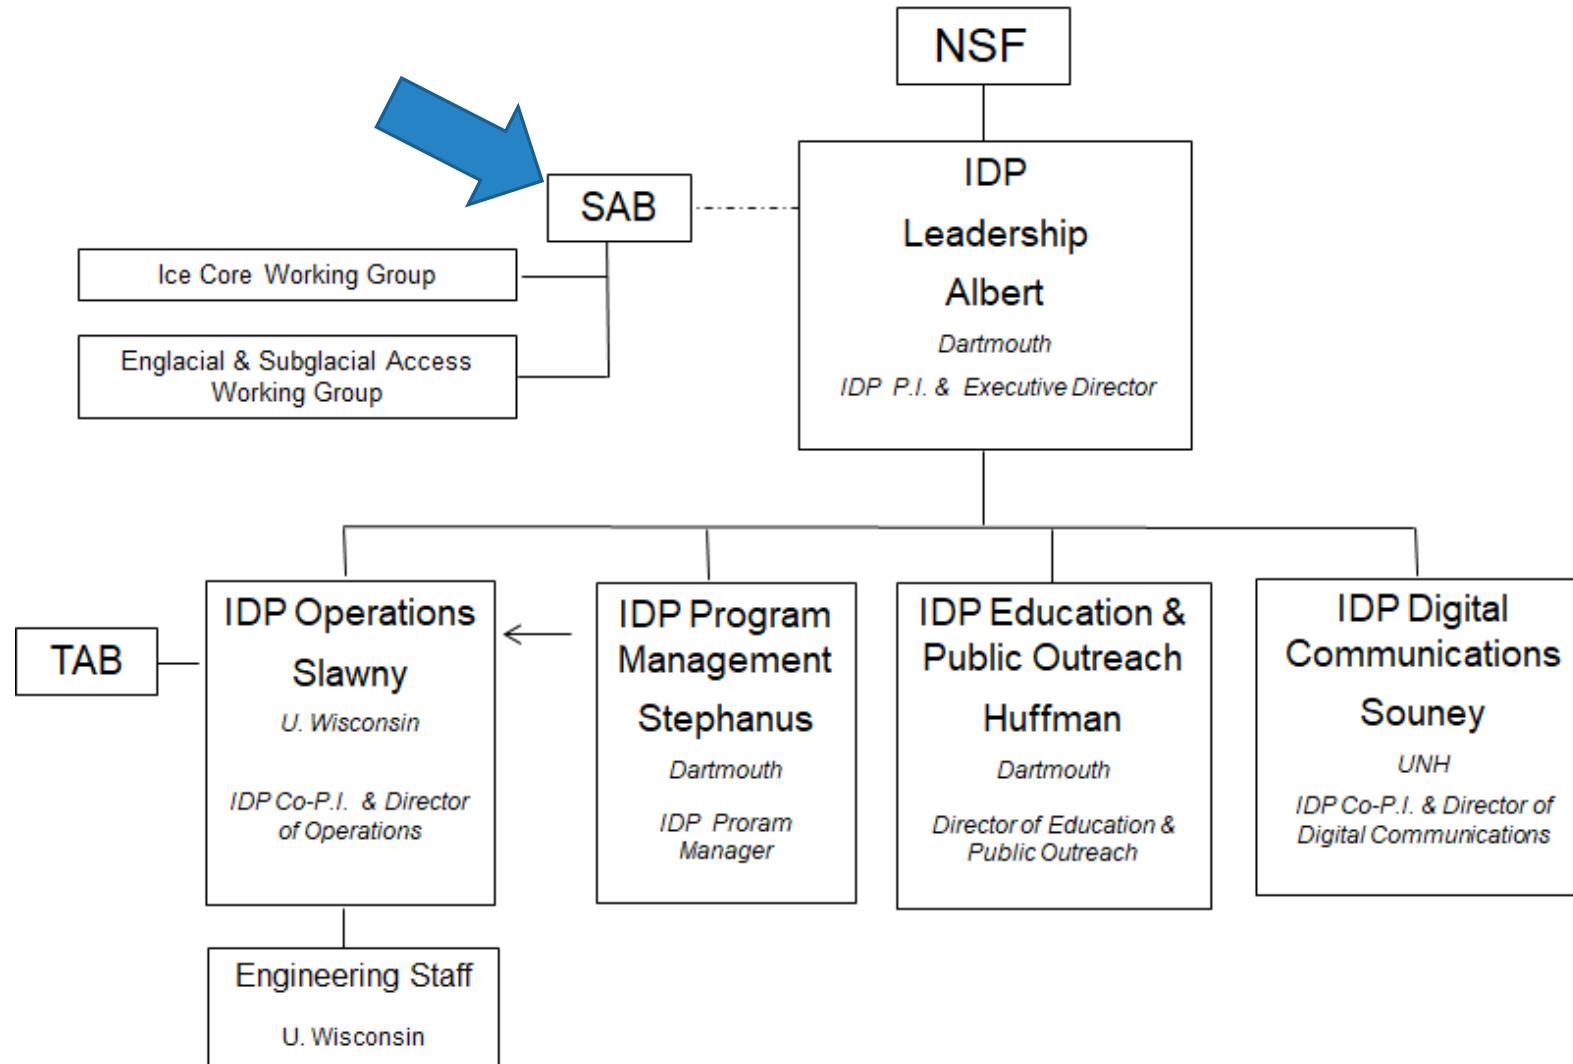 NSF
IDP
Leadership
Albert
Dartmouth
IDP P.I. & Executive Director
SAB
Ice Core Working Group
Englacial & Subglacial Access
Working Group
TAB
IDP Operations
Slawny
U. Wisconsin
IDP Co-P.I. & Director
of Operations
IDP Program
Management
Stephanus
Dartmouth
IDP Proram
Manager
IDP Education &
Public Outreach
Huffman
Dartmouth
Director of Education &
Public Outreach
IDP Digital
Communications
Souney
UNH
IDP Co-P.I. & Director of
Digital Communications
Engineering Staff
U. Wisconsin